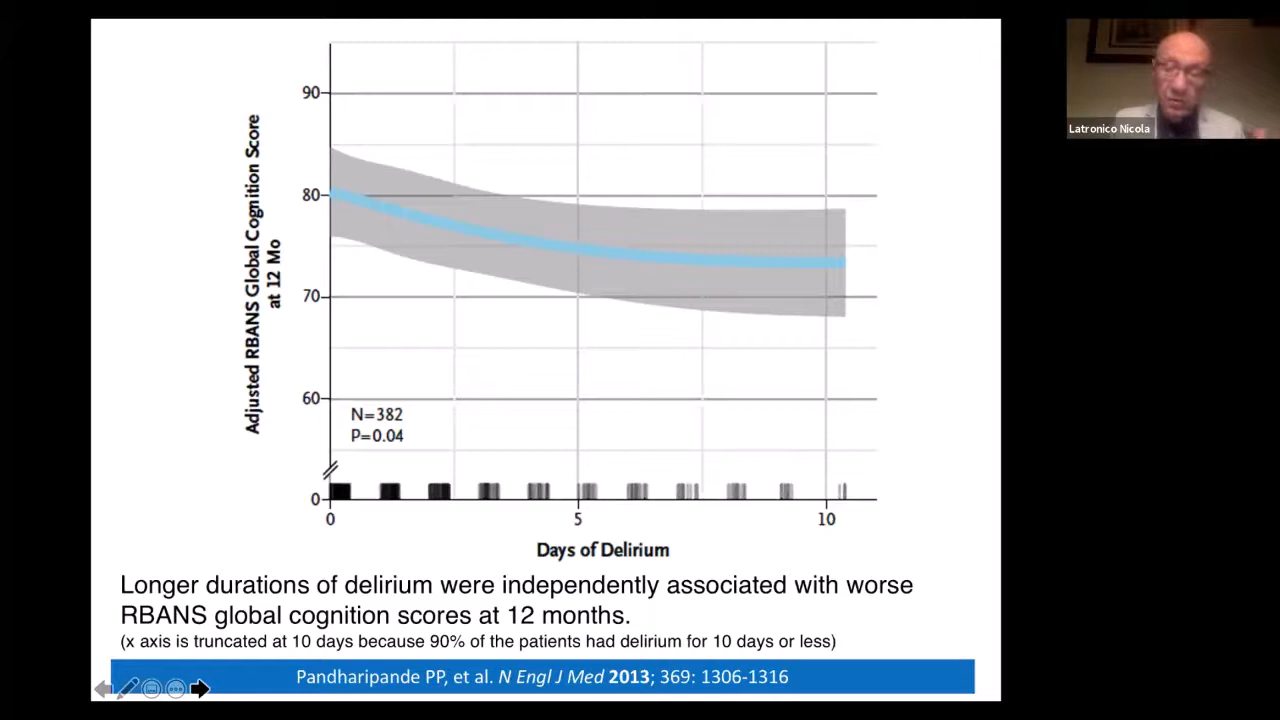 90
80
70
60
0
Adjusted RBANS Global Cognition Score
at 12 Mo
N=382
P=0.04
0 5 10
Days of Delirium
Longer durations of delirium were independently associated with worse
RBANS global cognition scores at 12 months.
(x axis is truncated at 10 days because 90% of the patients had delirium for 10 days or less)
Pandharipande PP, et al. N Engl J Med 2013; 369: 1306-1316
Latronico Nicola